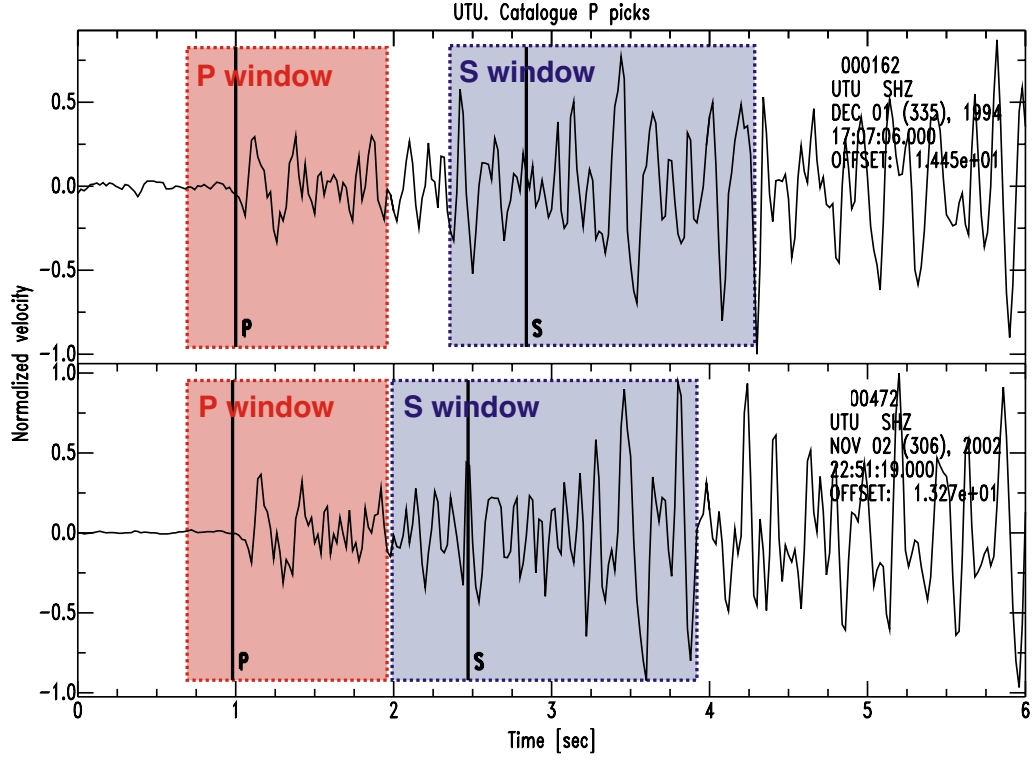 UTU. Catalogue P picks
Normalized velocity
0.5
0.0
−0.5
−1.0
P window
S window
P
S
000162
UTU SHZ
DEC 01 (335), 1994
17:07:06.000
OFFSET: 1.445e+01
1.0
0.5
0.0
−0.5
−1.0
P window
S window
P
S
00472
UTU SHZ
NOV 02 (306), 2002
22:51:19.000
OFFSET: 1.327e+01
0 1 2 3 4 5 6
Time [sec]